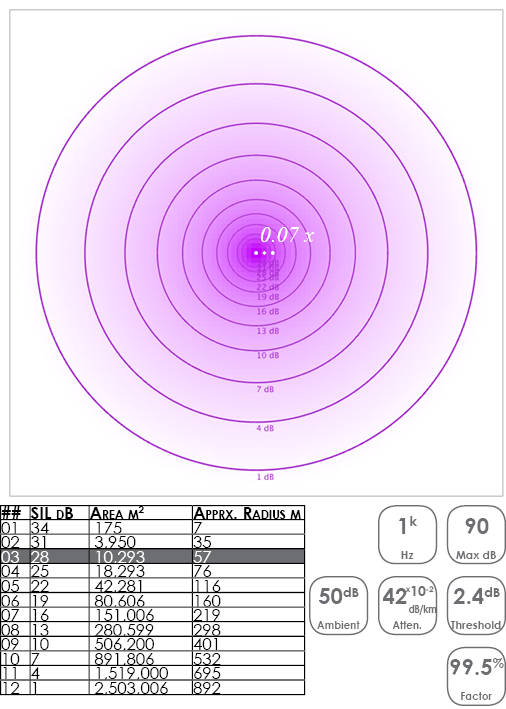 0.07 x
22 dB
19 dB
16 dB
13 dB
10 dB
7 dB
4 dB
1 dB
## SIL dB Area m² Apprx. Radius m
01 34 175 7
02 31 3.950 35
03 28 10.293 57
04 25 18.293 76
05 22 42.281 116
06 19 80.606 160
07 16 151.006 219
08 13 280.599 298
09 10 506.200 401
10 7 891.806 532
11 4 1.519.000 695
12 1 2.503.006 892
1k
Hz
90
Max dB
50dB
Ambient
42x10-2
dB/km
Atten.
2.4dB
Threshold
99.5%
Factor